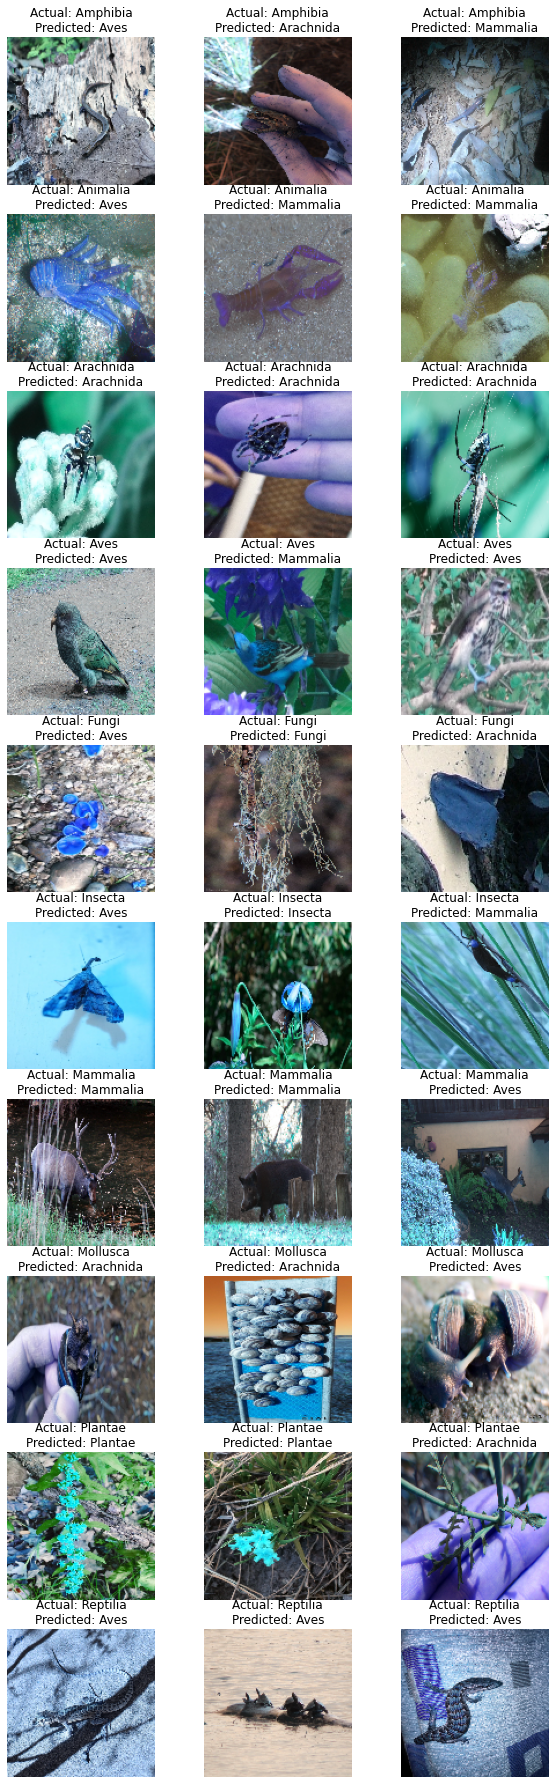 Actual: Amphibia
Predicted: Aves
Actual: Amphibia
Predicted: Arachnida
Actual: Amphibia
Predicted: Mammalia
Actual: Animalia
Predicted: Aves
Actual: Animalia
Predicted: Mammalia
Actual: Animalia
Predicted: Mammalia
Actual: Arachnida
Predicted: Arachnida
Actual: Arachnida
Predicted: Arachnida
Actual: Arachnida
Predicted: Arachnida
Actual: Aves
Predicted: Aves
Actual: Aves
Predicted: Mammalia
Actual: Aves
Predicted: Aves
Actual: Fungi
Predicted: Aves
Actual: Fungi
Predicted: Fungi
Actual: Fungi
Predicted: Arachnida
Actual: Insecta
Predicted: Aves
Actual: Insecta
Predicted: Insecta
Actual: Insecta
Predicted: Mammalia
Actual: Mammalia
Predicted: Mammalia
Actual: Mammalia
Predicted: Mammalia
Actual: Mammalia
Predicted: Aves
Actual: Mollusca
Predicted: Arachnida
Actual: Mollusca
Predicted: Arachnida
Actual: Mollusca
Predicted: Aves
Actual: Plantae
Predicted: Plantae
Actual: Plantae
Predicted: Plantae
Actual: Plantae
Predicted: Arachnida
Actual: Reptilia
Predicted: Aves
Actual: Reptilia
Predicted: Aves
Actual: Reptilia
Predicted: Aves